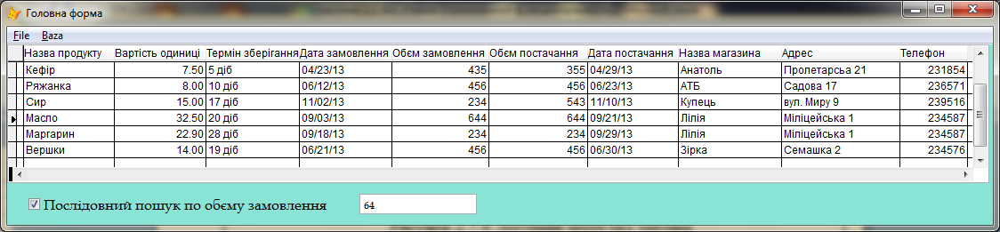 Головна форма
File Baza
Назва продукту Вартість одиниці Термін зберігання Дата замовлення Обєм замовлення Обєм постачання Дата постачання Назва магазина Адрес Телефон
Кефір 7.50 5 діб 04/23/13 435 355 04/29/13 Анатоль Пролетарсьа 21 231854
Ряжанка 8.00 10 діб 06/12/13 456 456 06/23/13 АТБ Садова 17 236571
Сир 15.00 17 діб 11/02/13 234 543 11/10/13 Купець вул. Миру 9 239516
Масло 32.50 20 діб 09/03/13 644 644 09/21/13 Лілія Міліцейська 1 234587
Маргарин 22.90 28 діб 09/18/13 234 234 09/29/13 Лілія Міліцейська 1 234587
Вершки 14.00 19 діб 06/21/13 456 456 06/30/13 Зірка Семашка 2 234576
Послідовний пошук по обєму замовлення 64